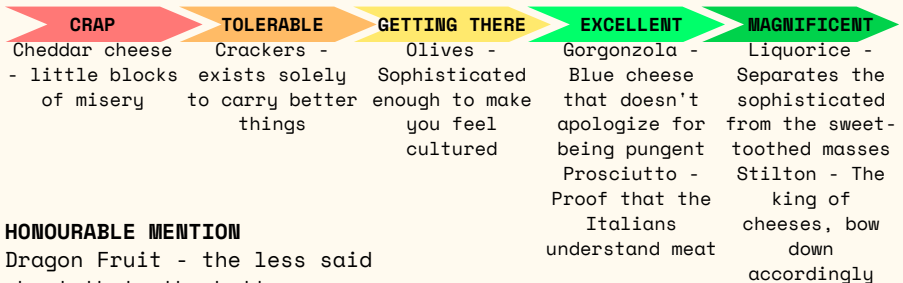 CRAP
TOLERABLE
GETTING THERE
EXCELLENT
MAGNIFICENT
Cheddar cheese
- little blocks
of misery
Crackers -
exists solely
to carry better
things
Olives -
Sophisticated
enough to make
you feel
cultured
Gorgonzola -
Blue cheese
that doesn't
apologize for
being pungent
Prosciutto -
Proof that the
Italians
understand meat
Liquorice -
Separates the
sophisticated
from the sweet-
toothed masses
Stilton - The
king of
cheeses, bow
down
accordingly
HONOURABLE MENTION
Dragon Fruit - the less said